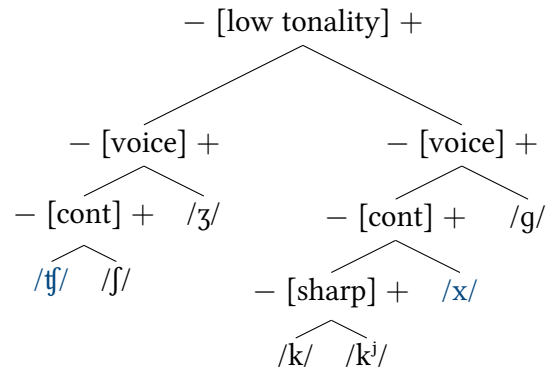 − [low tonality] +
− [voice] + − [voice] +
− [cont] + /ʒ/ − [cont] + /ɡ/
/t͡ʃ/ /ʃ/ − [sharp] + /x/
/k/ /kʲ/